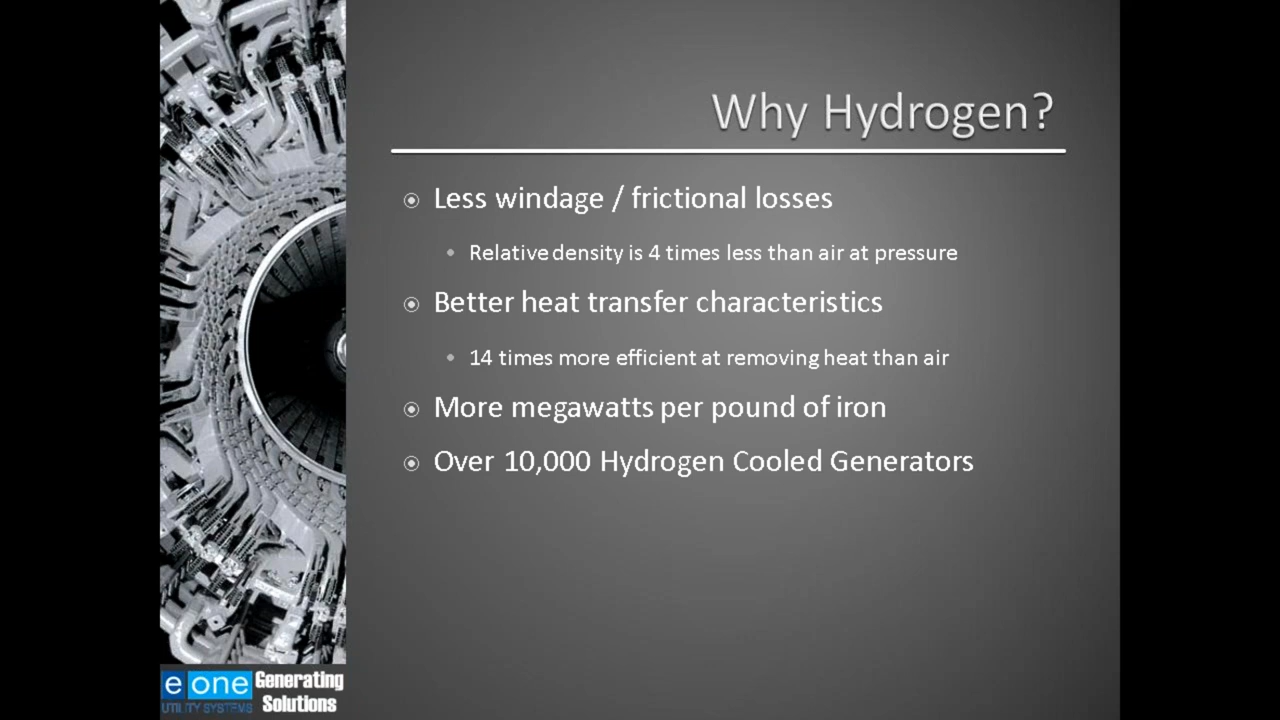 Why Hydrogen?
Less windage / frictional losses
Relative density is 4 times less than air at pressure
Better heat transfer characteristics
14 times more efficient at removing heat than air
More megawatts per pound of iron
Over 10,000 Hydrogen Cooled Generators
e one Generating
UTILITY SYSTEMS Solutions